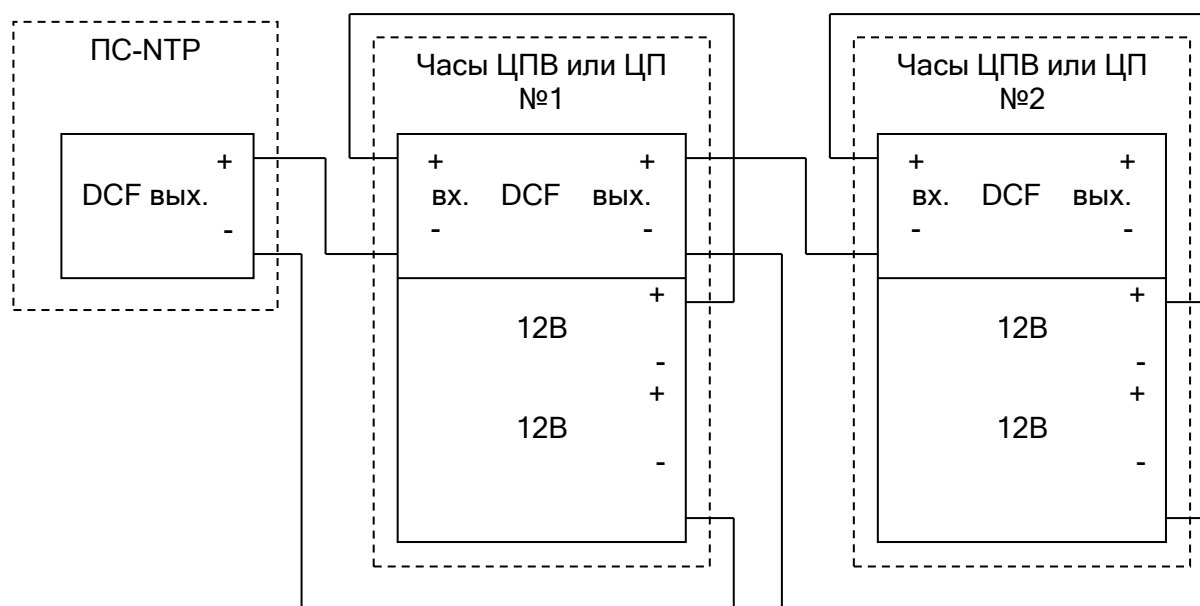 ПС-NTP
DCF вых.
+
-
Часы ЦПВ или ЦП
№1
+ +
вх. DCF вых.
- -
+
12В
-
+
12В
-
Часы ЦПВ или ЦП
№2
+ +
вх. DCF вых.
- -
+
12В
-
+
12В
-